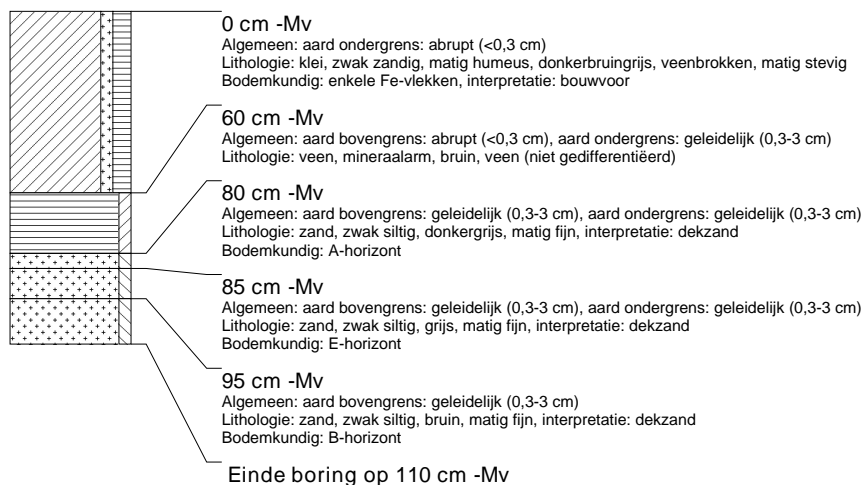 0 cm -Mv
Algemeen: aard ondergrens: abrupt (<0,3 cm)
Lithologie: klei, zwak zandig, matig humeus, donkerbruingrijs, veenbrokken, matig stevig
Bodemkundig: enkele Fe-vlekken, interpretatie: bouwvoor
60 cm -Mv
Algemeen: aard bovengrens: abrupt (<0,3 cm), aard ondergrens: geleidelijk (0,3-3 cm)
Lithologie: veen, mineraalarm, bruin, veen (niet gedifferentiëerd)
80 cm -Mv
Algemeen: aard bovengrens: geleidelijk (0,3-3 cm), aard ondergrens: geleidelijk (0,3-3 cm)
Lithologie: zand, zwak siltig, donkergrijs, matig fijn, interpretatie: dekzand
Bodemkundig: A-horizont
85 cm -Mv
Algemeen: aard bovengrens: geleidelijk (0,3-3 cm), aard ondergrens: geleidelijk (0,3-3 cm)
Lithologie: zand, zwak siltig, grijs, matig fijn, interpretatie: dekzand
Bodemkundig: E-horizont
95 cm -Mv
Algemeen: aard bovengrens: geleidelijk (0,3-3 cm)
Lithologie: zand, zwak siltig, bruin, matig fijn, interpretatie: dekzand
Bodemkundig: B-horizont
Einde boring op 110 cm -Mv